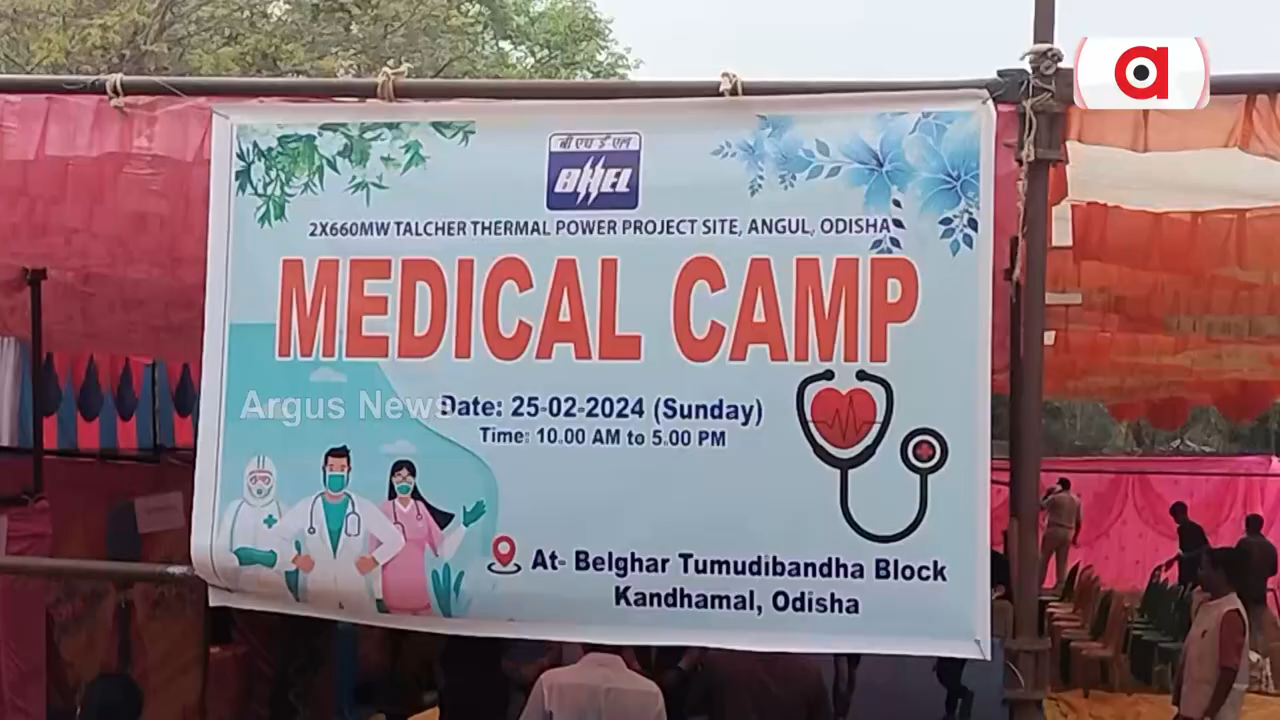 a
बी एच ई एल
BHEL
2X660MW TALCHER THERMAL POWER PROJECT SITE, ANGUL, ODISHA
MEDICAL CAMP
Argus News
Date: 25-02-2024 (Sunday)
Time: 10.00 AM to 5.00 PM
At- Belghar Tumudibandha Block
Kandhamal, Odisha